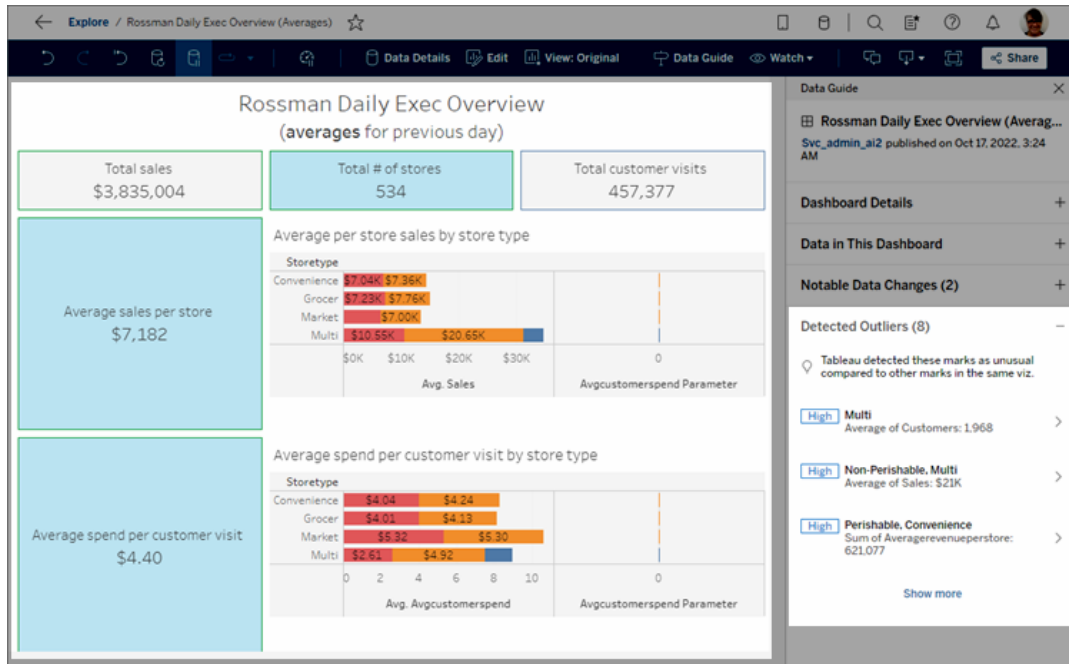 Explore / Rossman Daily Exec Overview (Averages)
Data Details
Edit
View: Original
Data Guide
Watch
Share
Rossman Daily Exec Overview
(averages for previous day)
Total sales
$3,835,004
Total # of stores
534
Total customer visits
457,377
Average sales per store
$7,182
Average per store sales by store type
Storetype
Convenience $7.04K $7.36K
Grocer $7.23K $7.76K
Market $7.00K
Multi $10.55K $20.65K
$0K $10K $20K $30K 0
Avg. Sales Avgcustomerspend Parameter
Average spend per customer visit
$4.40
Average spend per customer visit by store type
Storetype
Convenience $4.04 $4.24
Grocer $4.01 $4.13
Market $5.32 $5.30
Multi $2.61 $4.92
0 2 4 6 8 10 0
Avg. Avgcustomerspend Avgcustomerspend Parameter
Data Guide
Rossman Daily Exec Overview (Averag...
Svc_admin_ai2 published on Oct 17, 2022, 3:24
AM
Dashboard Details
Data in This Dashboard
Notable Data Changes (2)
Detected Outliers (8)
Tableau detected these marks as unusual
compared to other marks in the same viz.
High Multi
Average of Customers: 1,968
High Non-Perishable, Multi
Average of Sales: $21K
High Perishable, Convenience
Sum of Averagerevenueperstore:
621,077
Show more